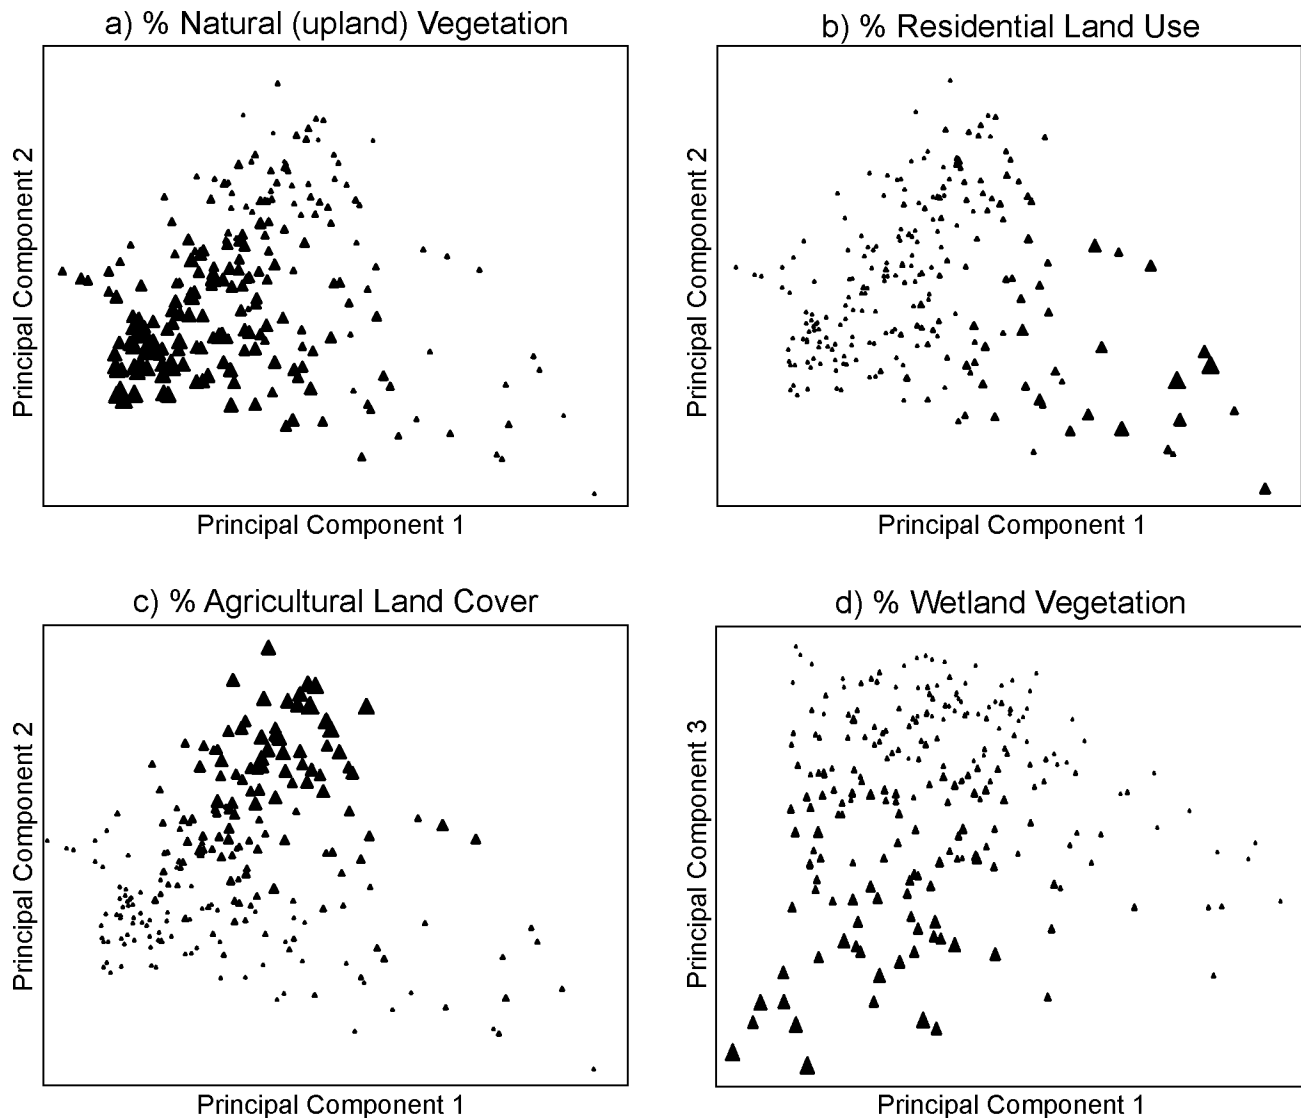 a) % Natural (upland) Vegetation
b) % Residential Land Use
Principal Component 2
Principal Component 2
Principal Component 1
Principal Component 1
c) % Agricultural Land Cover
d) % Wetland Vegetation
Principal Component 2
Principal Component 3
Principal Component 1
Principal Component 1